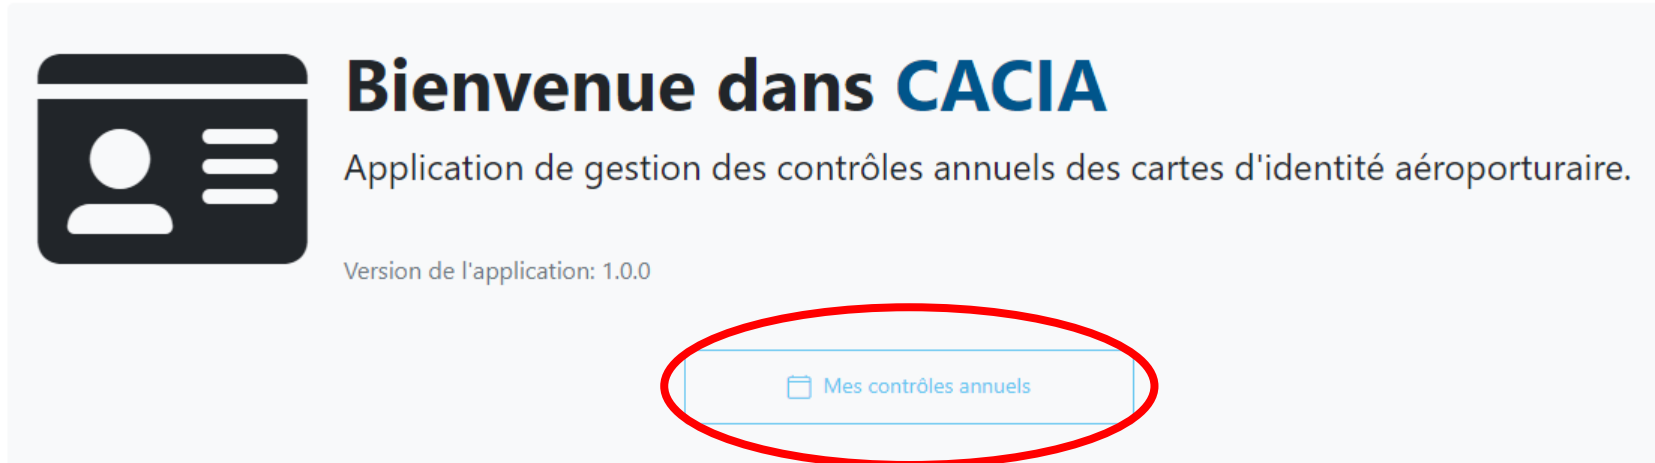 Bienvenue dans CACIA
Application de gestion des contrôles annuels des cartes d'identité aéroporturaire.
Version de l'application: 1.0.0
Mes contrôles annuels